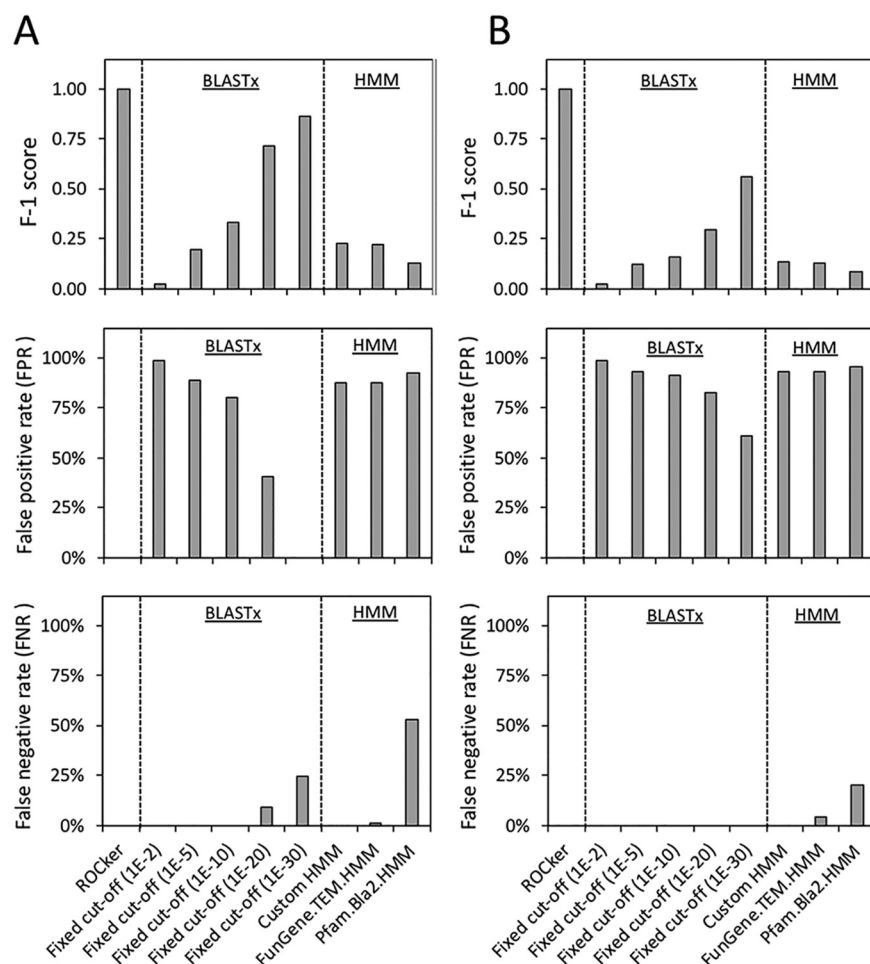 A
BLASTx
HMM
F-1 score
1.00
0.75
0.50
0.25
0.00
BLASTx
HMM
False positive rate (FPR)
100%
75%
50%
25%
0%
BLASTx
HMM
False negative rate (FNR)
100%
75%
50%
25%
0%
ROCker
Fixed cut-off (1E-2)
Fixed cut-off (1E-5)
Fixed cut-off (1E-10)
Fixed cut-off (1E-20)
Fixed cut-off (1E-30)
Custom HMM
FunGene.TEM.HMM
Pfam.Bla2.HMM
B
BLASTx
HMM
F-1 score
1.00
0.75
0.50
0.25
0.00
BLASTx
HMM
False positive rate (FPR)
100%
75%
50%
25%
0%
BLASTx
HMM
False negative rate (FNR)
100%
75%
50%
25%
0%
ROCker
Fixed cut-off (1E-2)
Fixed cut-off (1E-5)
Fixed cut-off (1E-10)
Fixed cut-off (1E-20)
Fixed cut-off (1E-30)
Custom HMM
FunGene.TEM.HMM
Pfam.Bla2.HMM